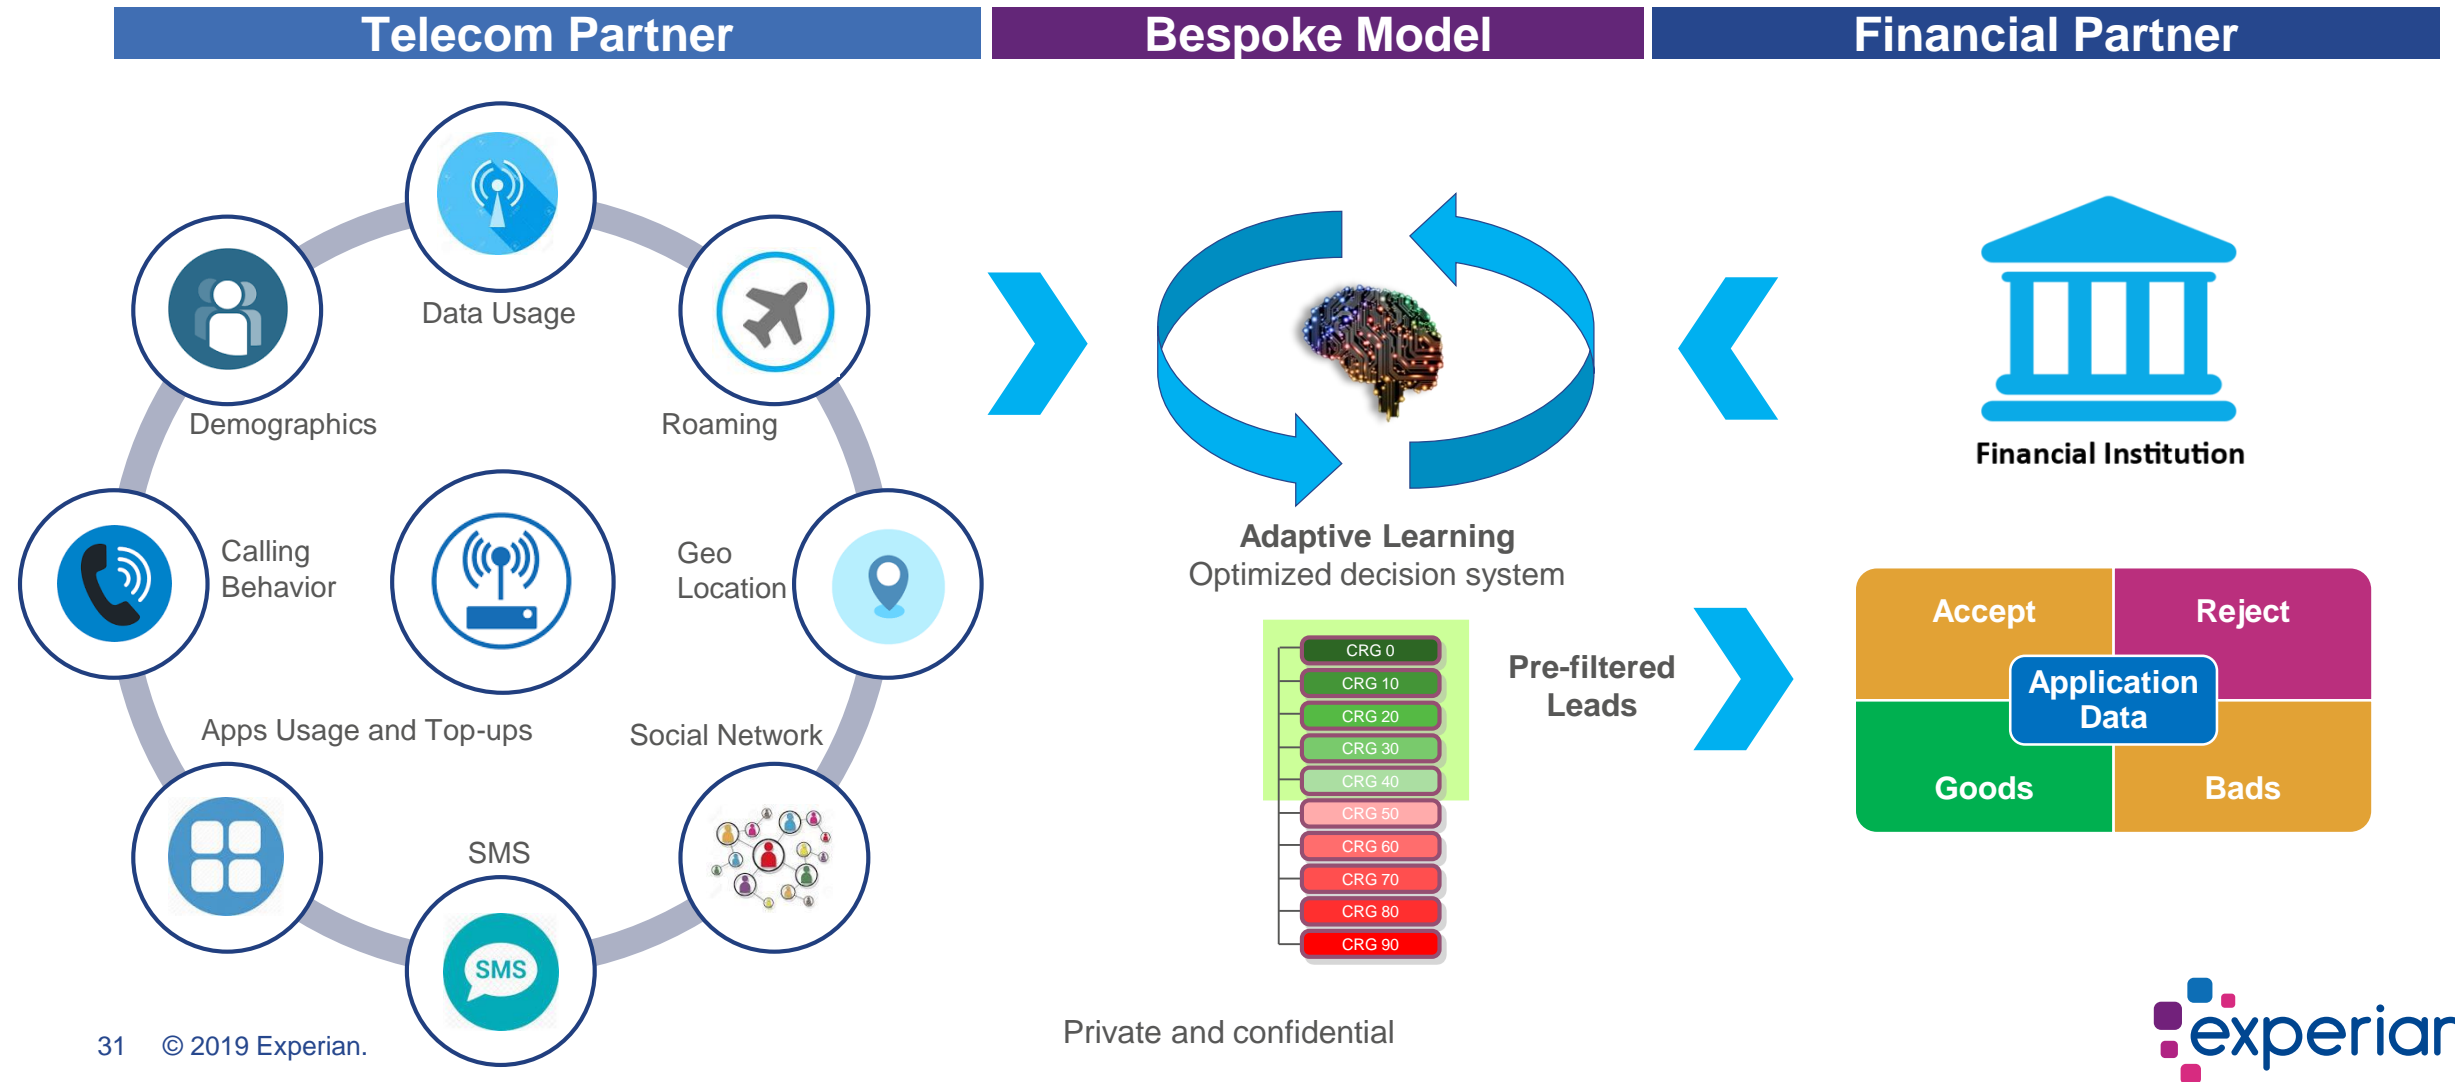 Telecom Partner
Bespoke Model
Financial Partner
Data Usage
Demographics
Roaming
Calling
Behavior
Geo
Location
Apps Usage and Top-ups
Social Network
SMS
SMS
Adaptive Learning
Optimized decision system
CRG 0
CRG 10
CRG 20
CRG 30
CRG 40
CRG 50
CRG 60
CRG 70
CRG 80
CRG 90
Pre-filtered
Leads
Financial Institution
Accept
Reject
Application
Data
Goods
Bads
31
© 2019 Experian.
Private and confidential
experian